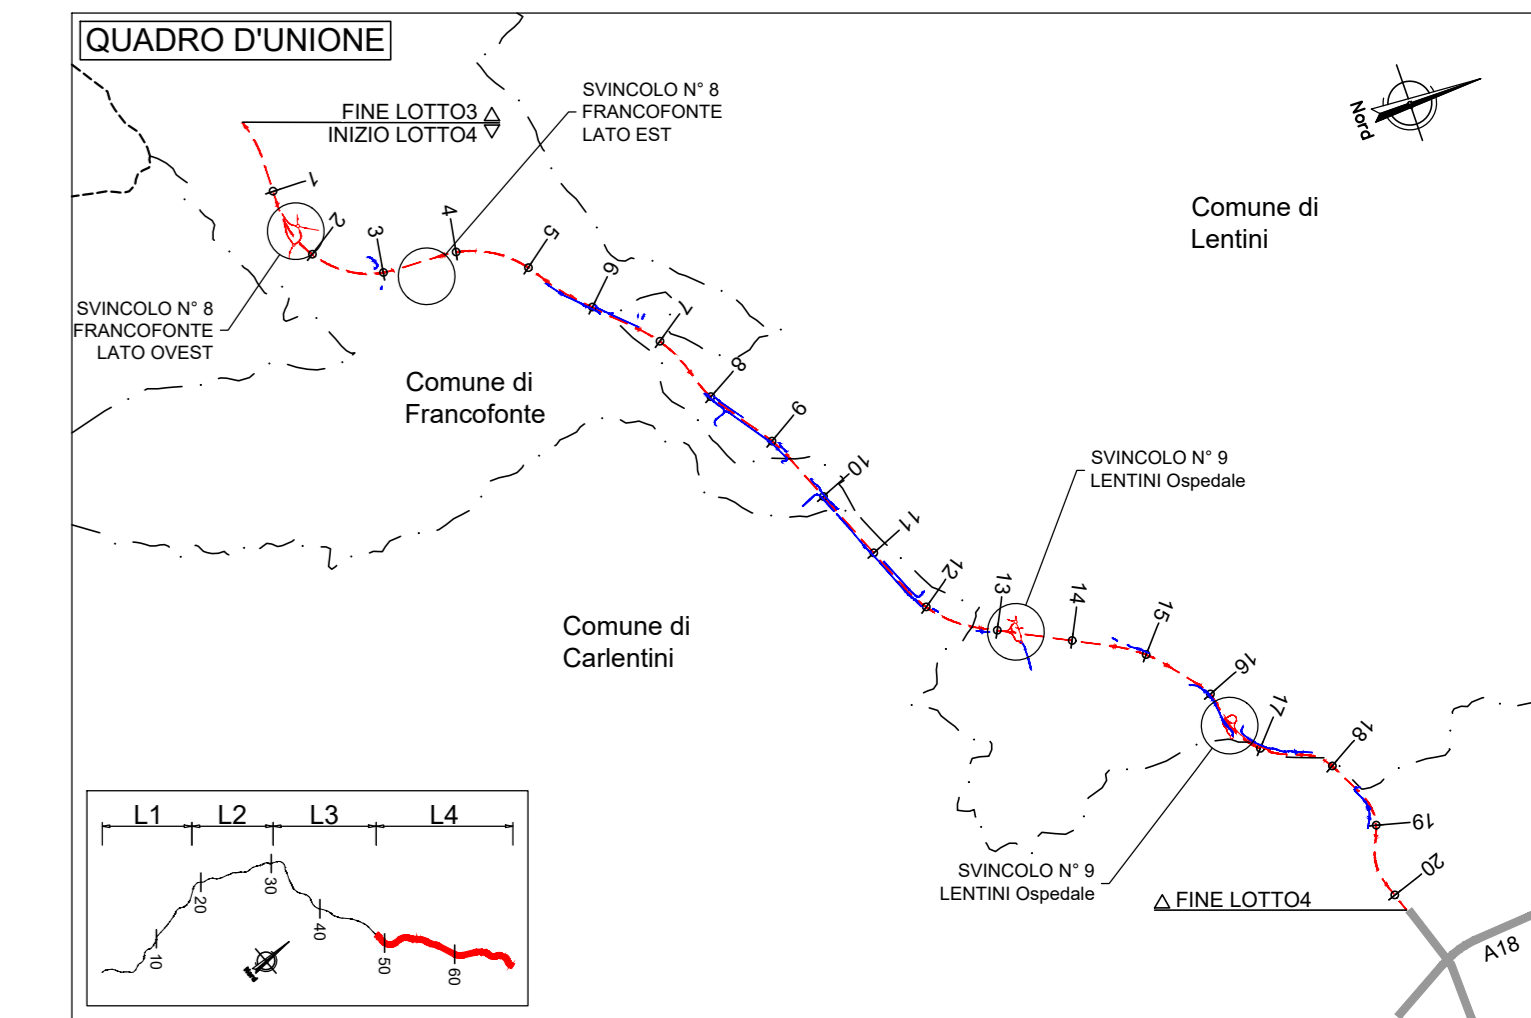 QUADRO D'UNIONE
FINE LOTTO3
INIZIO LOTTO4
SVINCOLO N° 8
FRANCOFONTE
LATO EST
Nord
Comune di
Lentini
SVINCOLO N° 8
FRANCOFONTE
LATO OVEST
1
2
3
4
5
6
7
8
9
10
11
12
13
14
15
16
17
18
19
20
Comune di
Francofonte
SVINCOLO N° 9
LENTINI Ospedale
Comune di
Carlentini
SVINCOLO N° 9
LENTINI Ospedale
FINE LOTTO4
A18
L1
L2
L3
L4
10
20
30
40
50
60
Nord